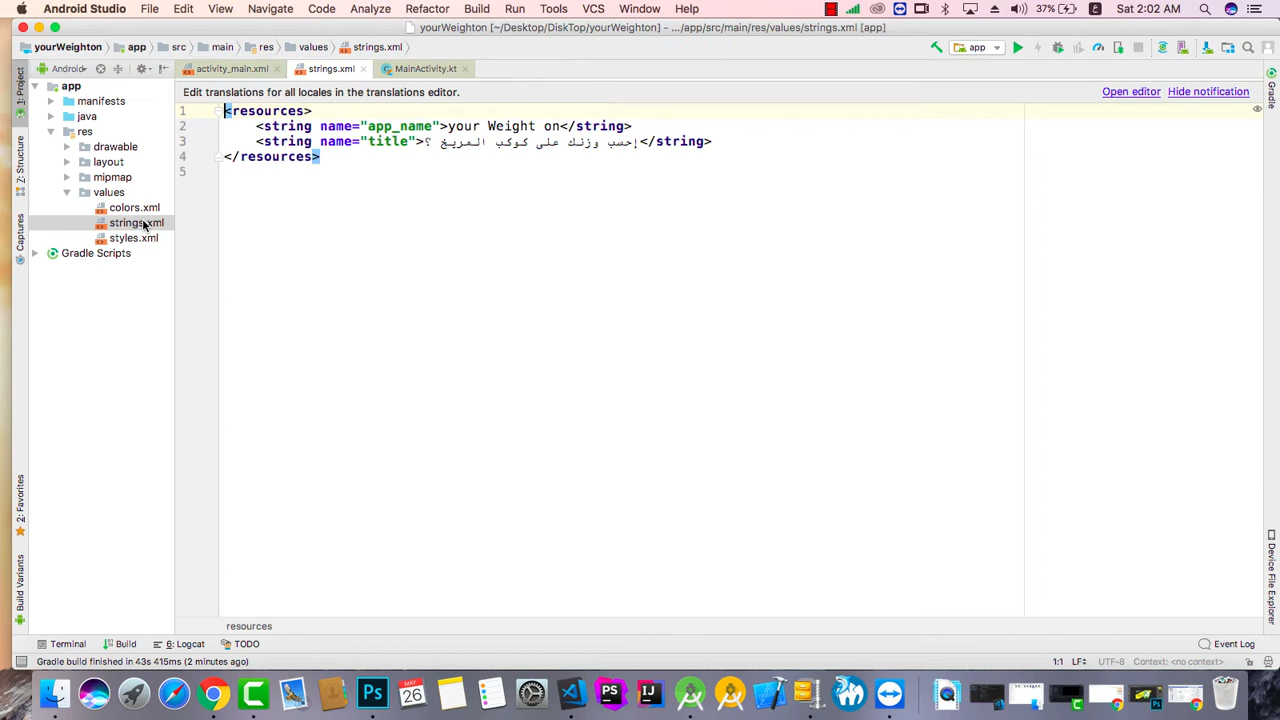 Android Studio File Edit View Navigate Code Analyze Refactor Build Run Tools VCS Window Help 37% Sat 2:02 AM
yourWeighton [~/Desktop/DiskTop/yourWeighton] - .../app/src/main/res/values/strings.xml [app]
yourWeighton app src main res values strings.xml app
Android activity_main.xml strings.xml MainActivity.kt
Edit translations for all locales in the translations editor. Open editor Hide notification
1: Project
7: Structure
Captures
2: Favorites
Build Variants
app
manifests
java
res
drawable
layout
mipmap
values
colors.xml
strings.xml
styles.xml
Gradle Scripts
1 <resources>
2 <string name="app_name">your Weight on</string>
3 <string name="title">إحسب وزنك على كوكب المريخ ؟</string>
4 </resources>
5
Gradle
Device File Explorer
resources
Terminal Build 6: Logcat TODO Event Log
Gradle build finished in 43s 415ms (2 minutes ago) 1:1 LF UTF-8 Context: <no context>
MAY
26
PS
IJ
Ps